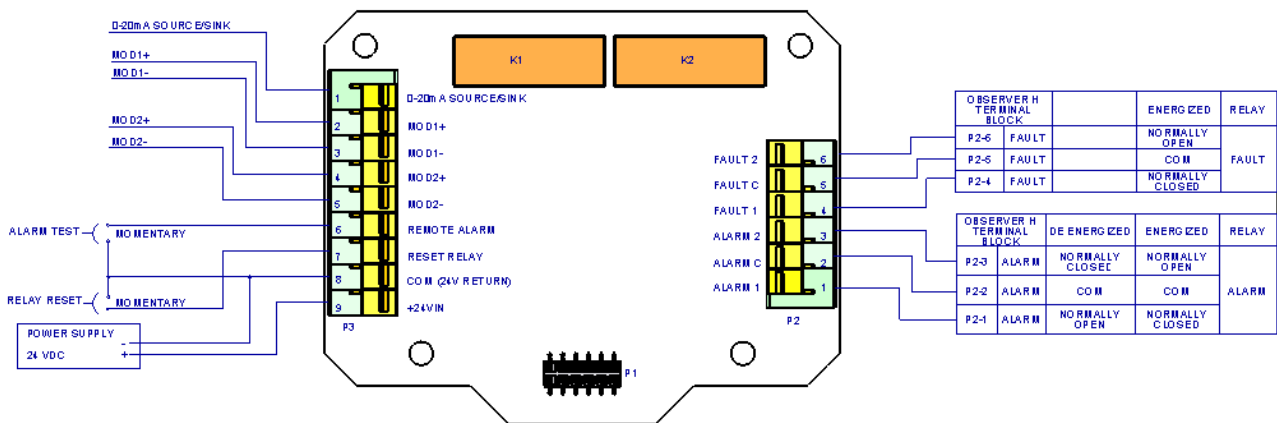 0-20mA SOURCE/SINK
MOD1+
MOD1-
MOD2+
MOD2-
ALARM TEST
MOMENTARY
RELAY RESET
MOMENTARY
POWER SUPPLY
-
24 VDC
+
K1
K2
1
0-20mA SOURCE/SINK
2
MOD1+
3
MOD1-
4
MOD2+
5
MOD2-
6
REMOTE ALARM
7
RESET RELAY
8
COM (24V RETURN)
9
+24VIN
P3
P1
FAULT 2
6
FAULT C
5
FAULT 1
4
ALARM 2
3
ALARM C
2
ALARM 1
1
P2
OBSERVER H
TERMINAL
BLOCK
ENERGIZED
RELAY
P2-6 FAULT NORMALLY
OPEN
P2-5 FAULT COM FAULT
P2-4 FAULT NORMALLY
CLOSED
OBSERVER H
TERMINAL
BLOCK
DE ENERGIZED
ENERGIZED
RELAY
P2-3 ALARM NORMALLY NORMALLY
CLOSED OPEN
P2-2 ALARM COM COM ALARM
P2-1 ALARM NORMALLY NORMALLY
OPEN CLOSED